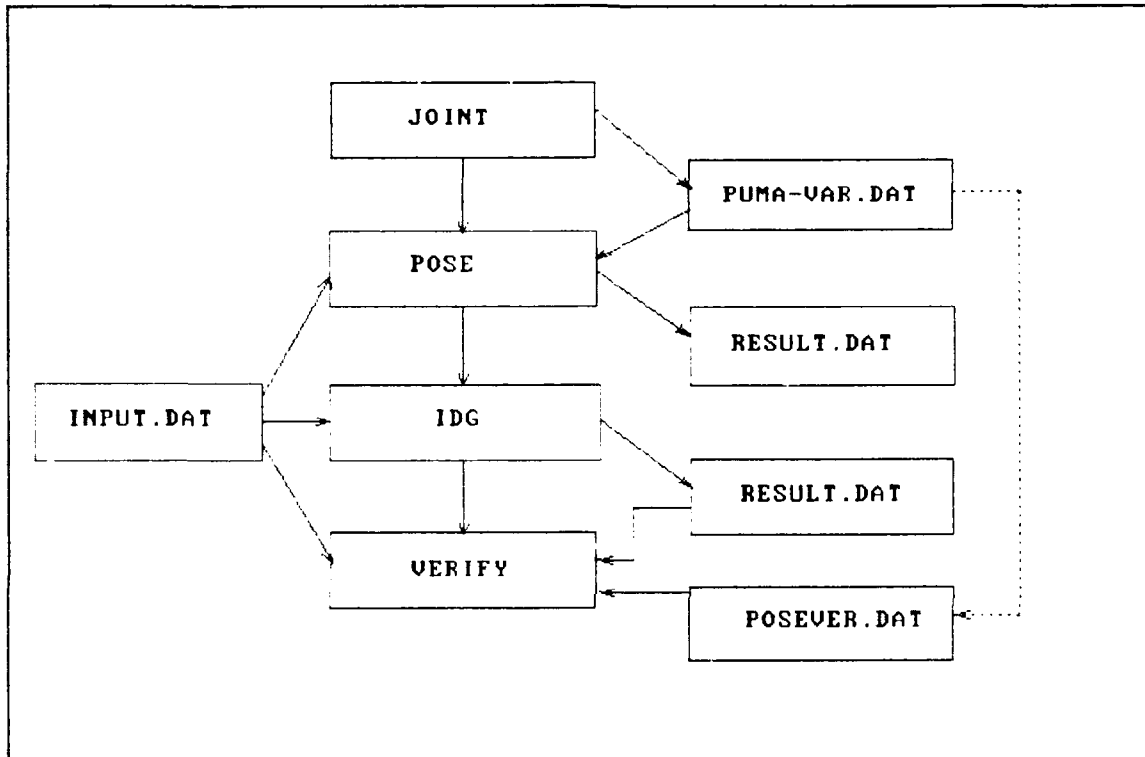 JOINT
PUMA-VAR.DAT
POSE
RESULT.DAT
INPUT.DAT
IDG
RESULT.DAT
VERIFY
POSEVER.DAT